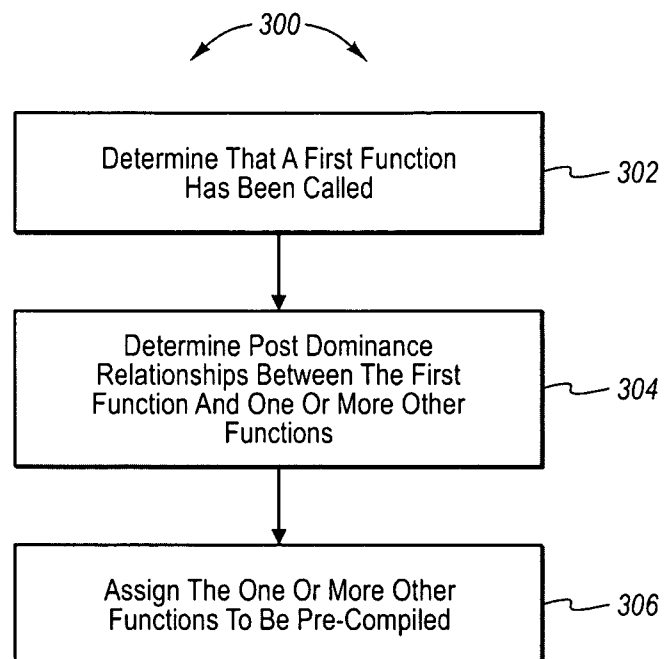 300
Determine That A First Function
Has Been Called
302
Determine Post Dominance
Relationships Between The First
Function And One Or More Other
Functions
304
Assign The One Or More Other
Functions To Be Pre-Compiled
306